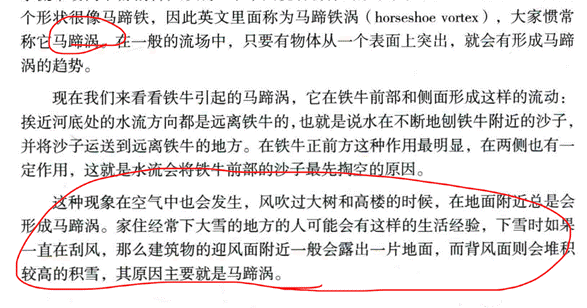 个形状很像马蹄铁，因此英文里面称为马蹄铁涡（horseshoe vortex），大家惯常
称它马蹄涡。在一般的流场中，只要有物体从一个表面上突出，就会有形成马蹄
涡的趋势。
现在我们来看看铁牛引起的马蹄涡，它在铁牛前部和侧面形成这样的流动：
挨近河底处的水流方向都是远离铁牛的，也就是说水在不断地刨铁牛附近的沙子，
并将沙子运送到远离铁牛的地方。在铁牛正前方这种作用最明显，在两侧也有一
定作用，这就是水流会将铁牛前部的沙子最先掏空的原因。
这种现象在空气中也会发生，风吹过大树和高楼的时候，在地面附近总是会
形成马蹄涡。家住经常下大雪的地方的人可能会有这样的生活经验，下雪时如果
一直在刮风，那么建筑物的迎风面附近一般会露出一片地面，而背风面则会堆积
较高的积雪，其原因主要就是马蹄涡。